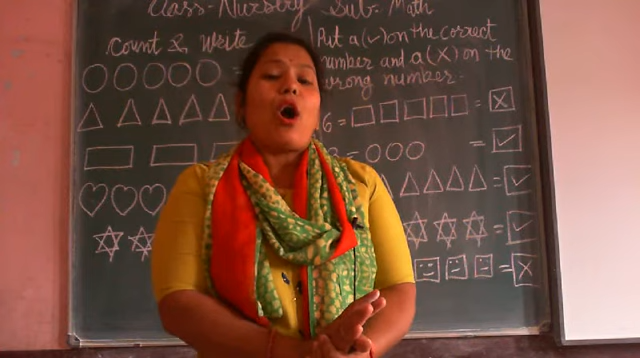 Class-Nursery Sub- Math
Count & Write
Put a (✓) on the correct
number and a (X) on the
wrong number.
6 = = X
= ✓
= ✓
= ✓
= X